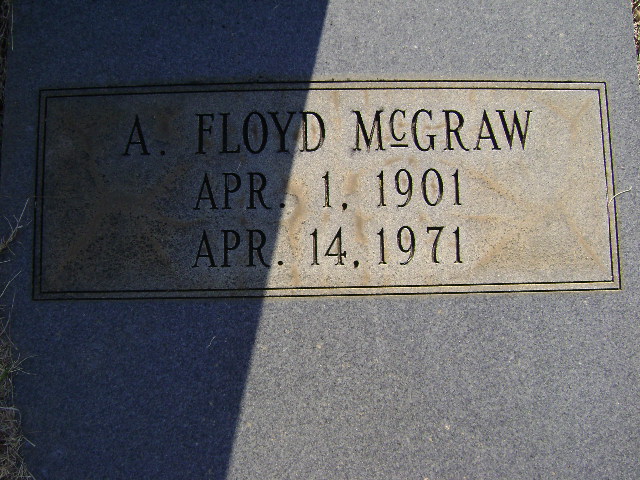 A. FLOYD McGRAW
APR. 1, 1901
APR. 14, 1971